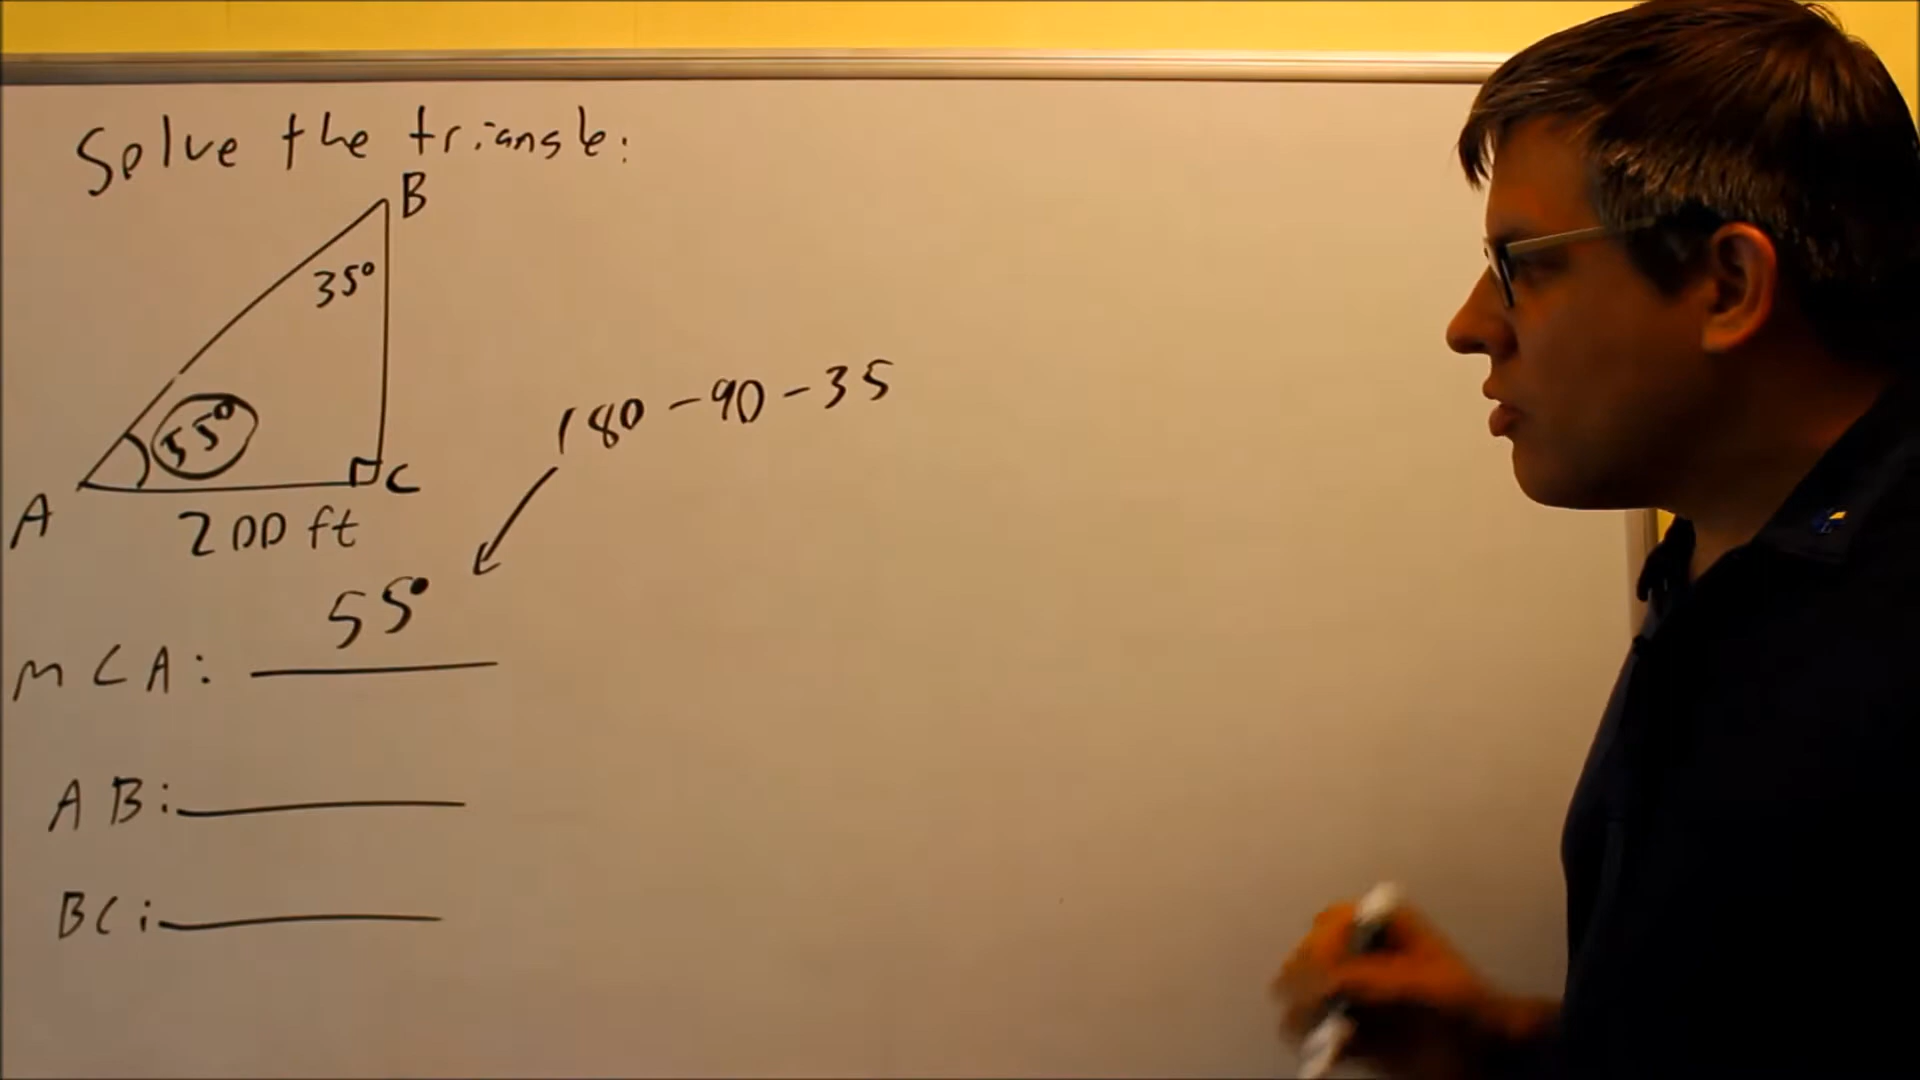 Solve the triangle:
B
35°
55°
180 - 90 - 35
C
A
200 ft
55°
m∠A:
AB:
BC: